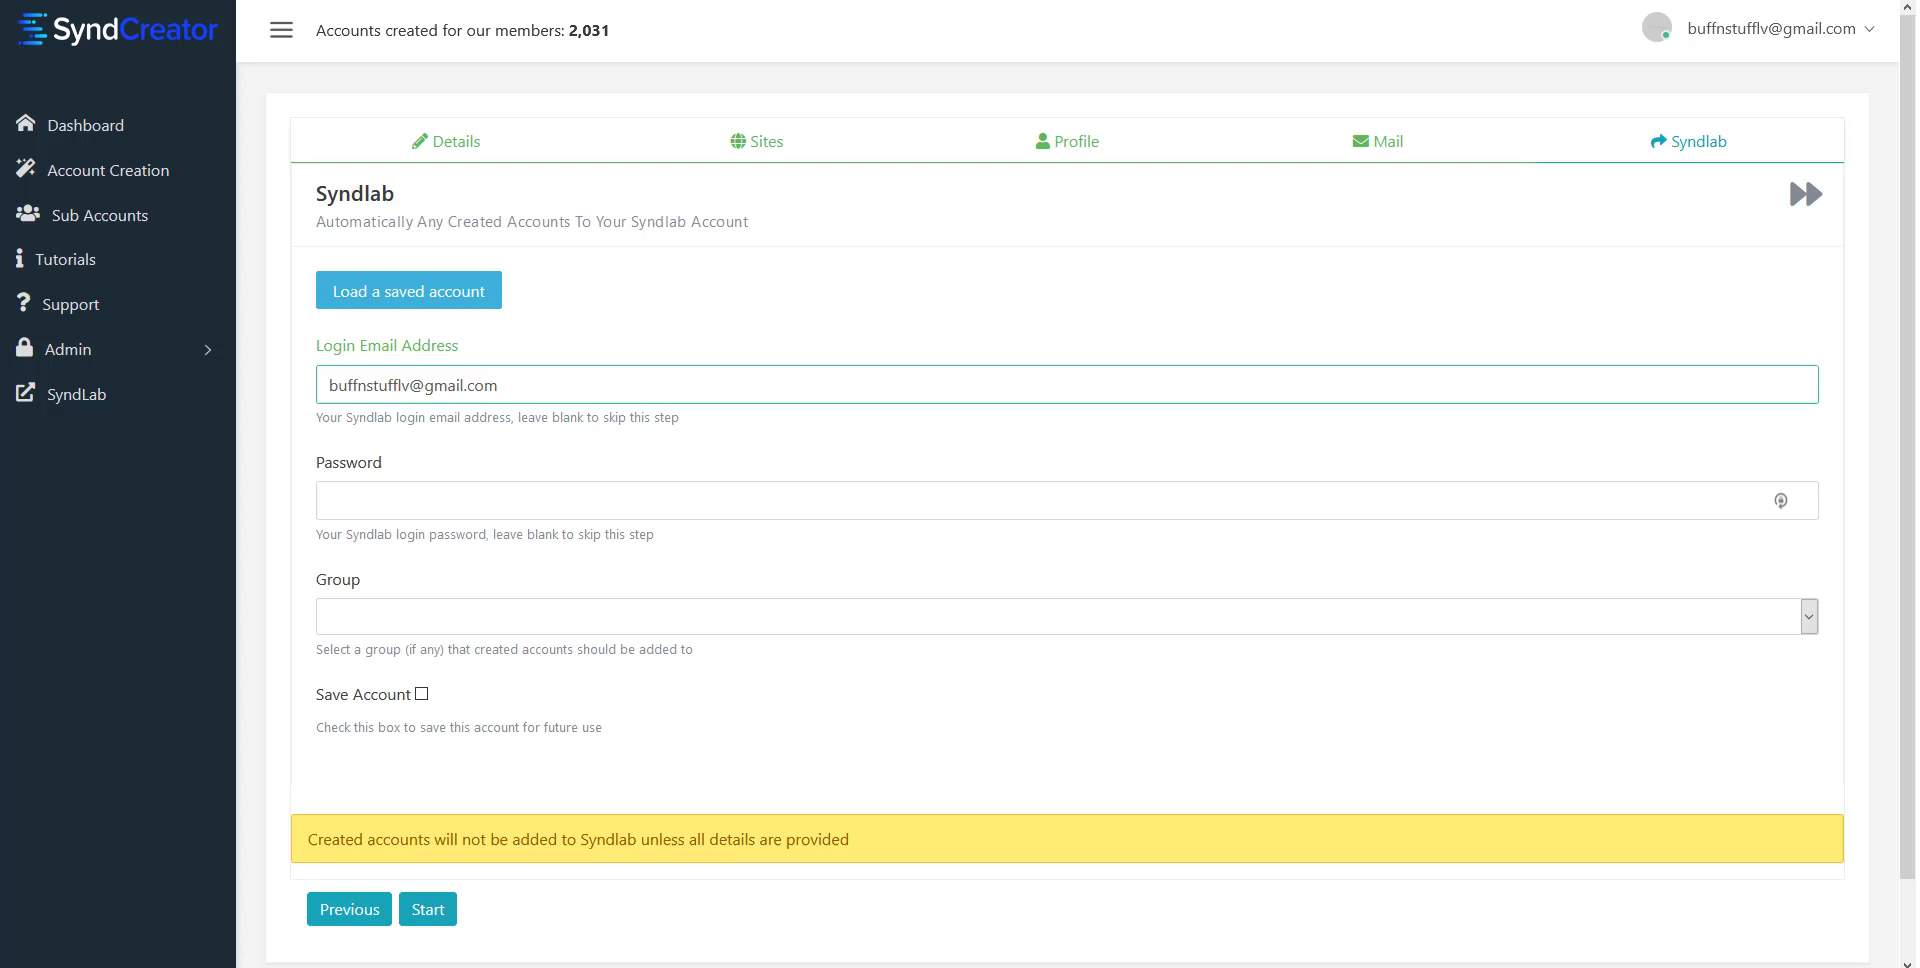 SyndCreator
Accounts created for our members: 2,031
buffnstufflv@gmail.com
Dashboard
Account Creation
Sub Accounts
Tutorials
Support
Admin
SyndLab
Details
Sites
Profile
Mail
Syndlab
Syndlab
Automatically Any Created Accounts To Your Syndlab Account
Load a saved account
Login Email Address
buffnstufflv@gmail.com
Your Syndlab login email address, leave blank to skip this step
Password
Your Syndlab login password, leave blank to skip this step
Group
Select a group (if any) that created accounts should be added to
Save Account
Check this box to save this account for future use
Created accounts will not be added to Syndlab unless all details are provided
Previous
Start